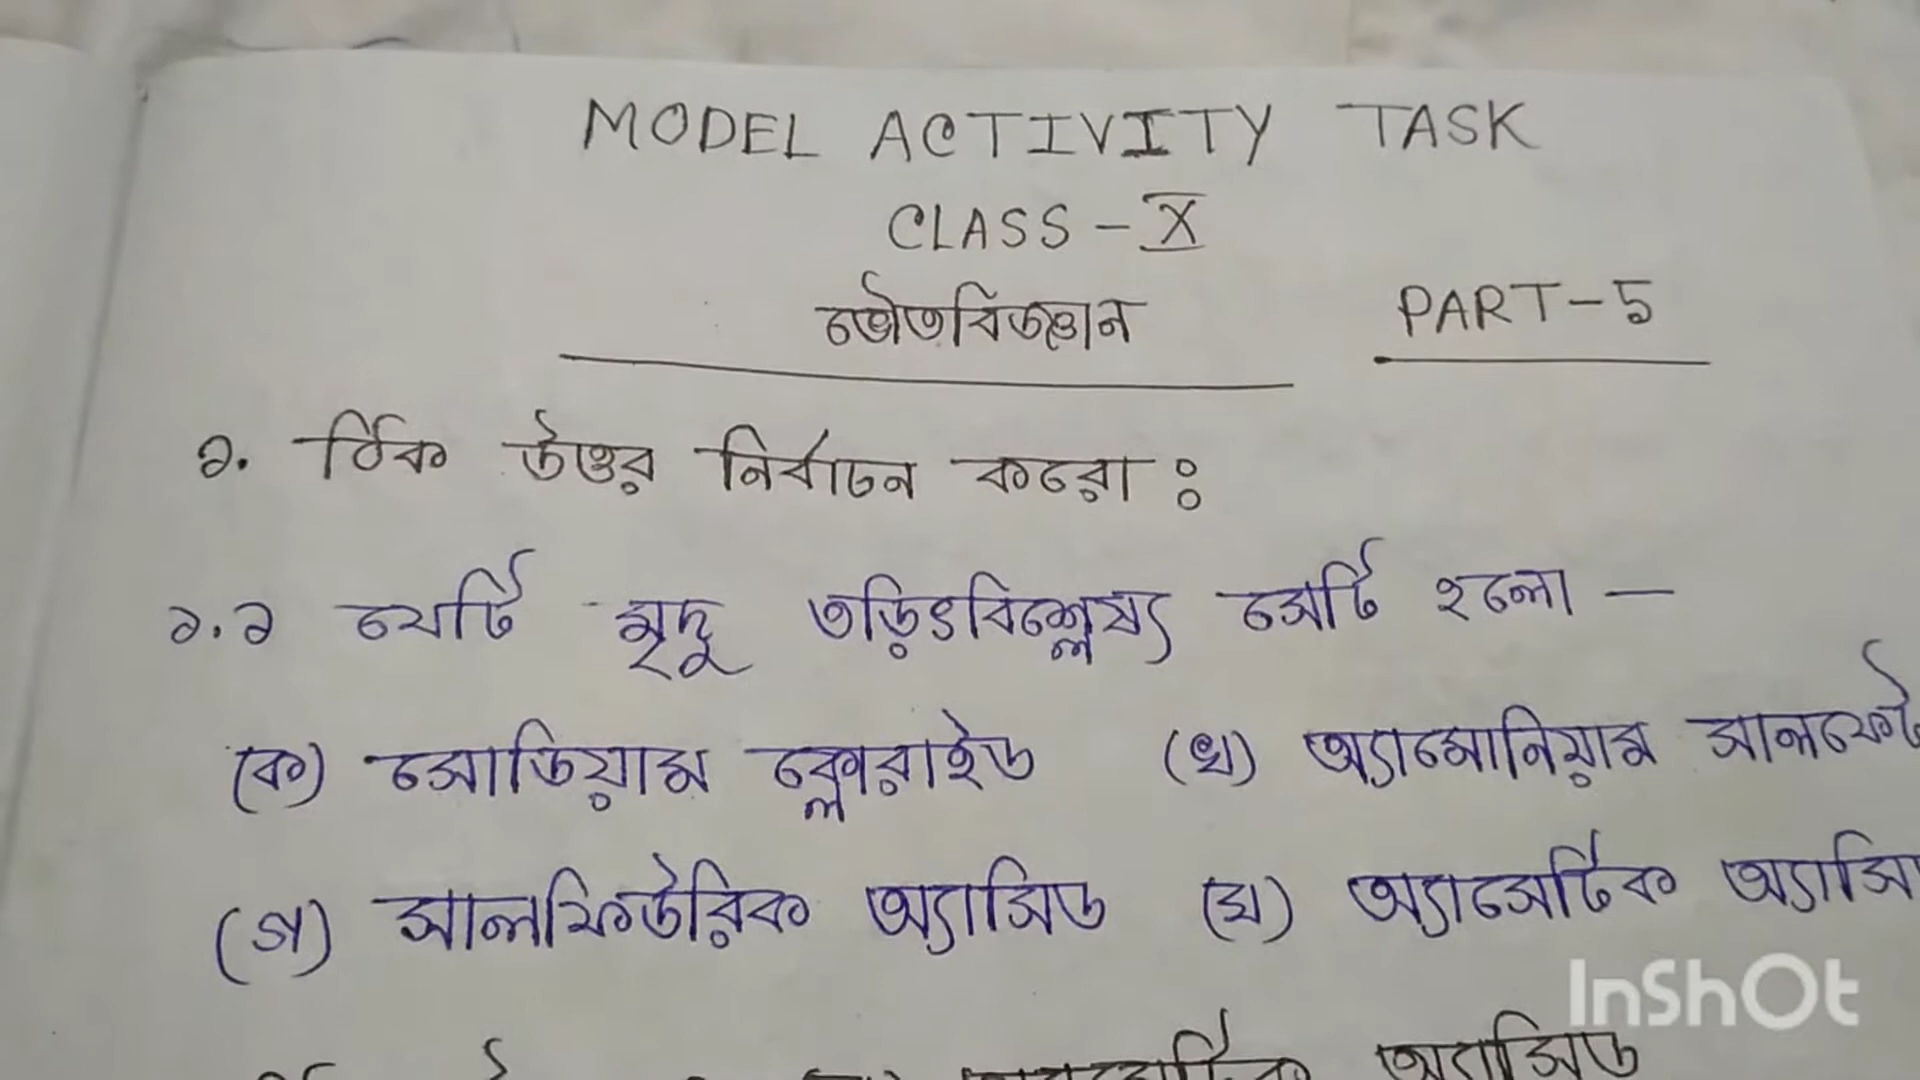 MODEL ACTIVITY TASK
CLASS - X
ভৌতবিজ্ঞান PART-5
১. ঠিক উত্তর নির্বাচন করো :
১.১ যেটি মৃদু তড়িৎবিশ্লেষ্য সেটি হলো —
(ক) সোডিয়াম ক্লোরাইড (খ) অ্যামোনিয়াম সালফেট
(গ) সালফিউরিক অ্যাসিড (ঘ) অ্যাসেটিক অ্যাসি
অ্যাসেটিক অ্যাসিড
InShOt